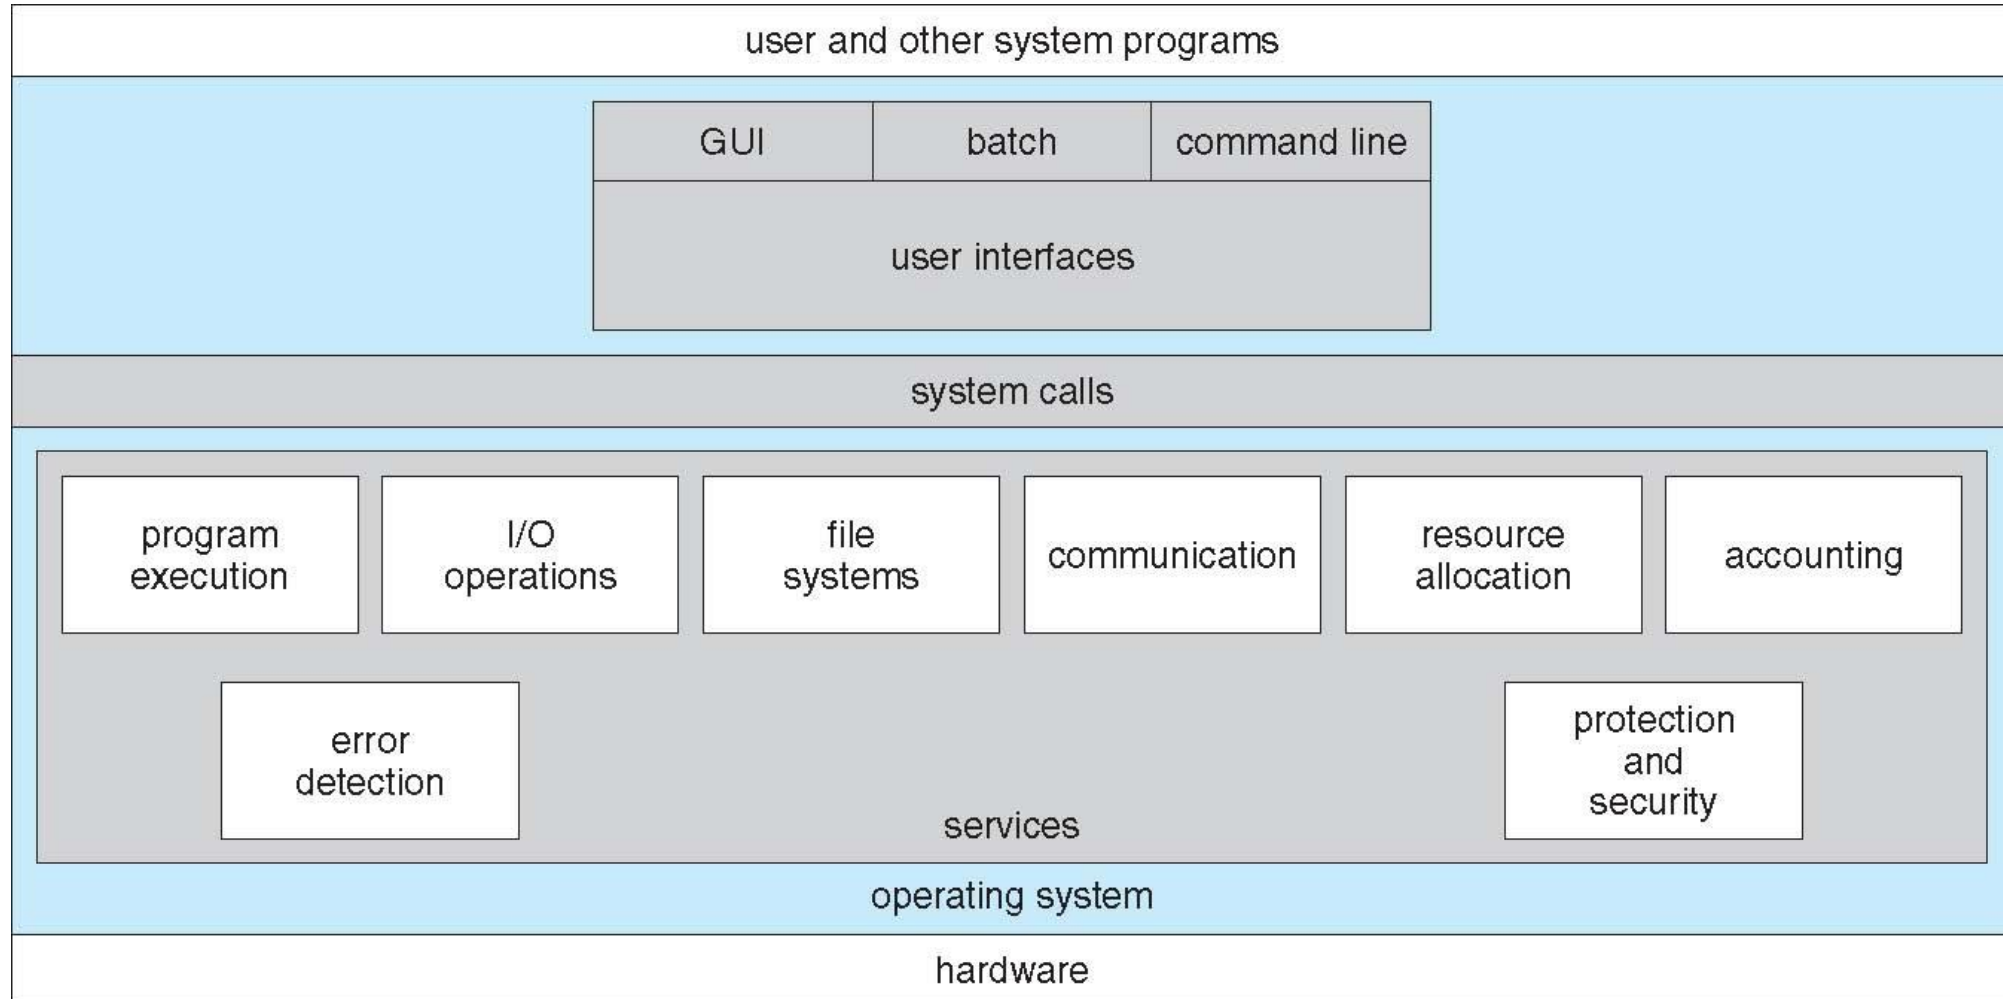 user and other system programs
GUI
batch
command line
user interfaces
system calls
program
execution
I/O
operations
file
systems
communication
resource
allocation
accounting
error
detection
protection
and
security
services
operating system
hardware